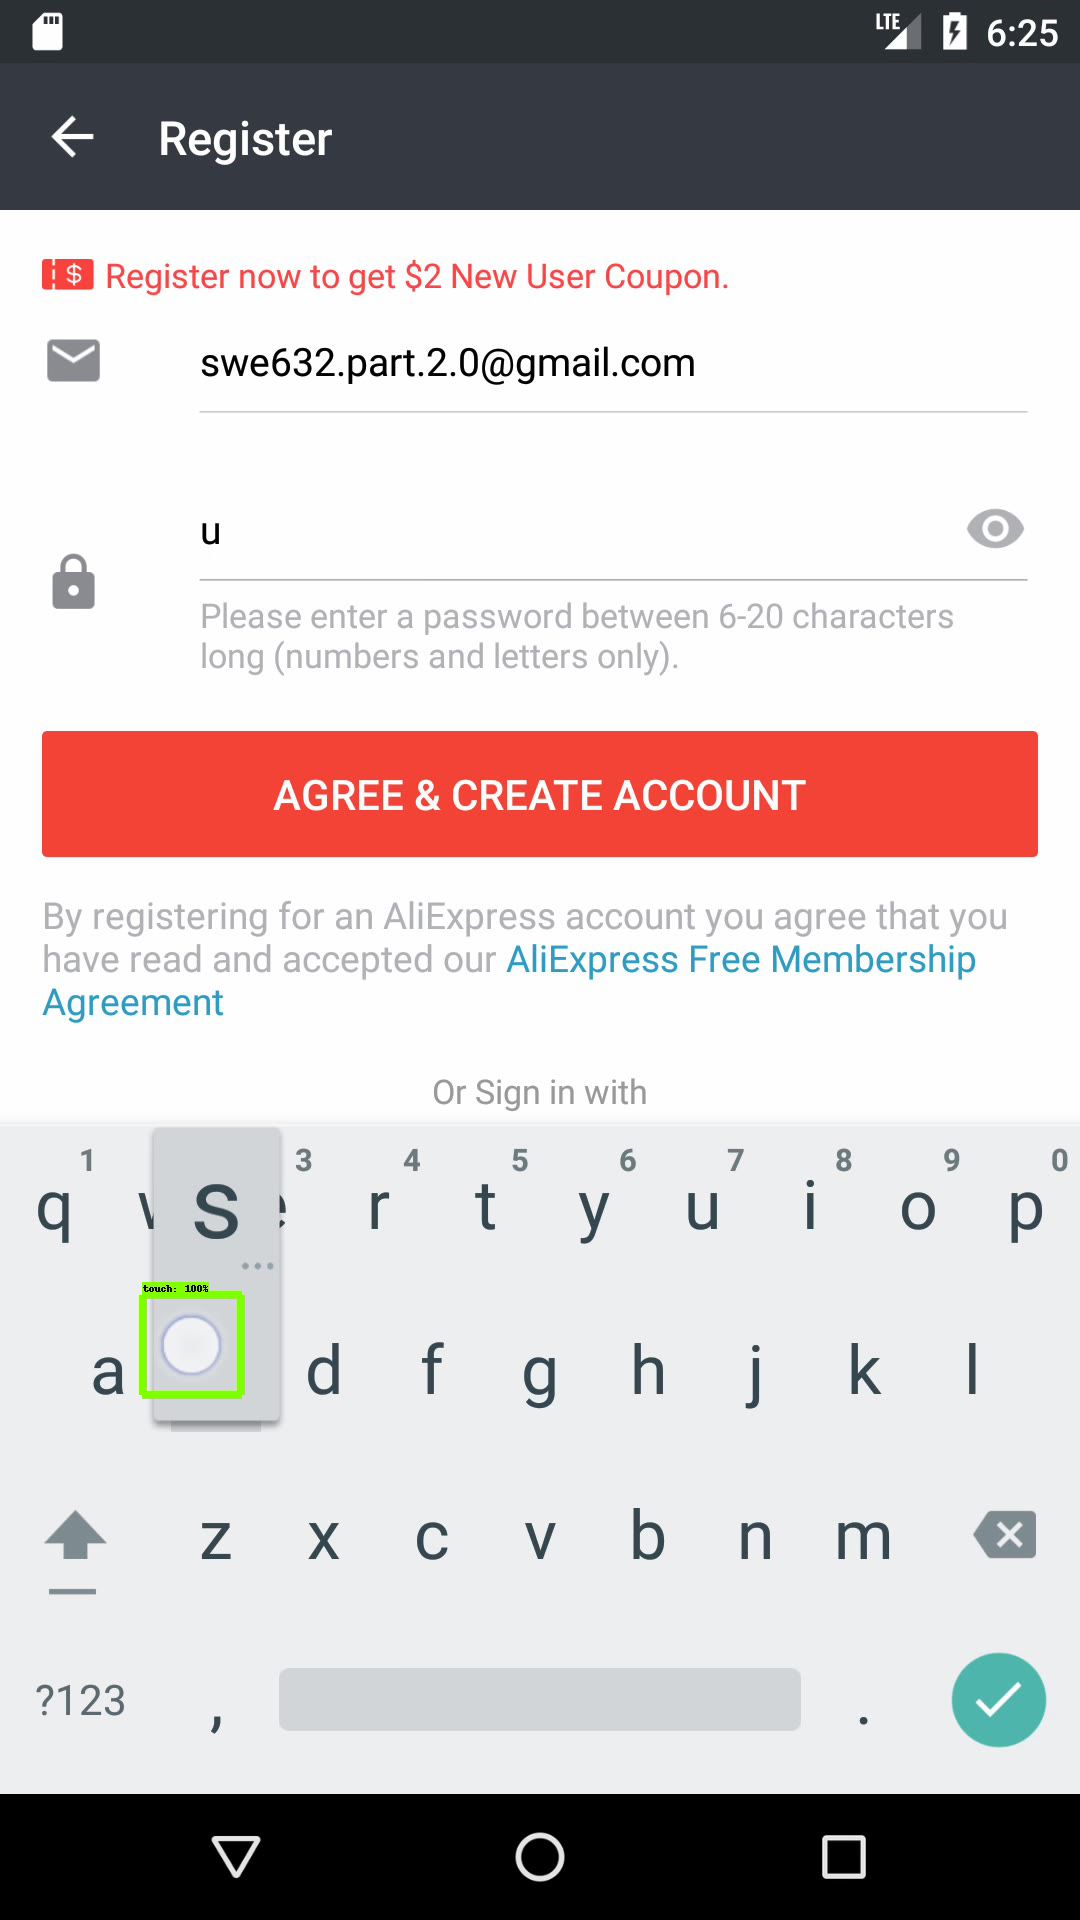 LTE 6:25
Register
$ Register now to get $2 New User Coupon.
swe632.part.2.0@gmail.com
u
Please enter a password between 6-20 characters
long (numbers and letters only).
AGREE & CREATE ACCOUNT
By registering for an AliExpress account you agree that you
have read and accepted our AliExpress Free Membership
Agreement
Or Sign in with
1 3 4 5 6 7 8 9 0
q w s e r t y u i o p
touch: 100%
a d f g h j k l
z x c v b n m
?123 , .